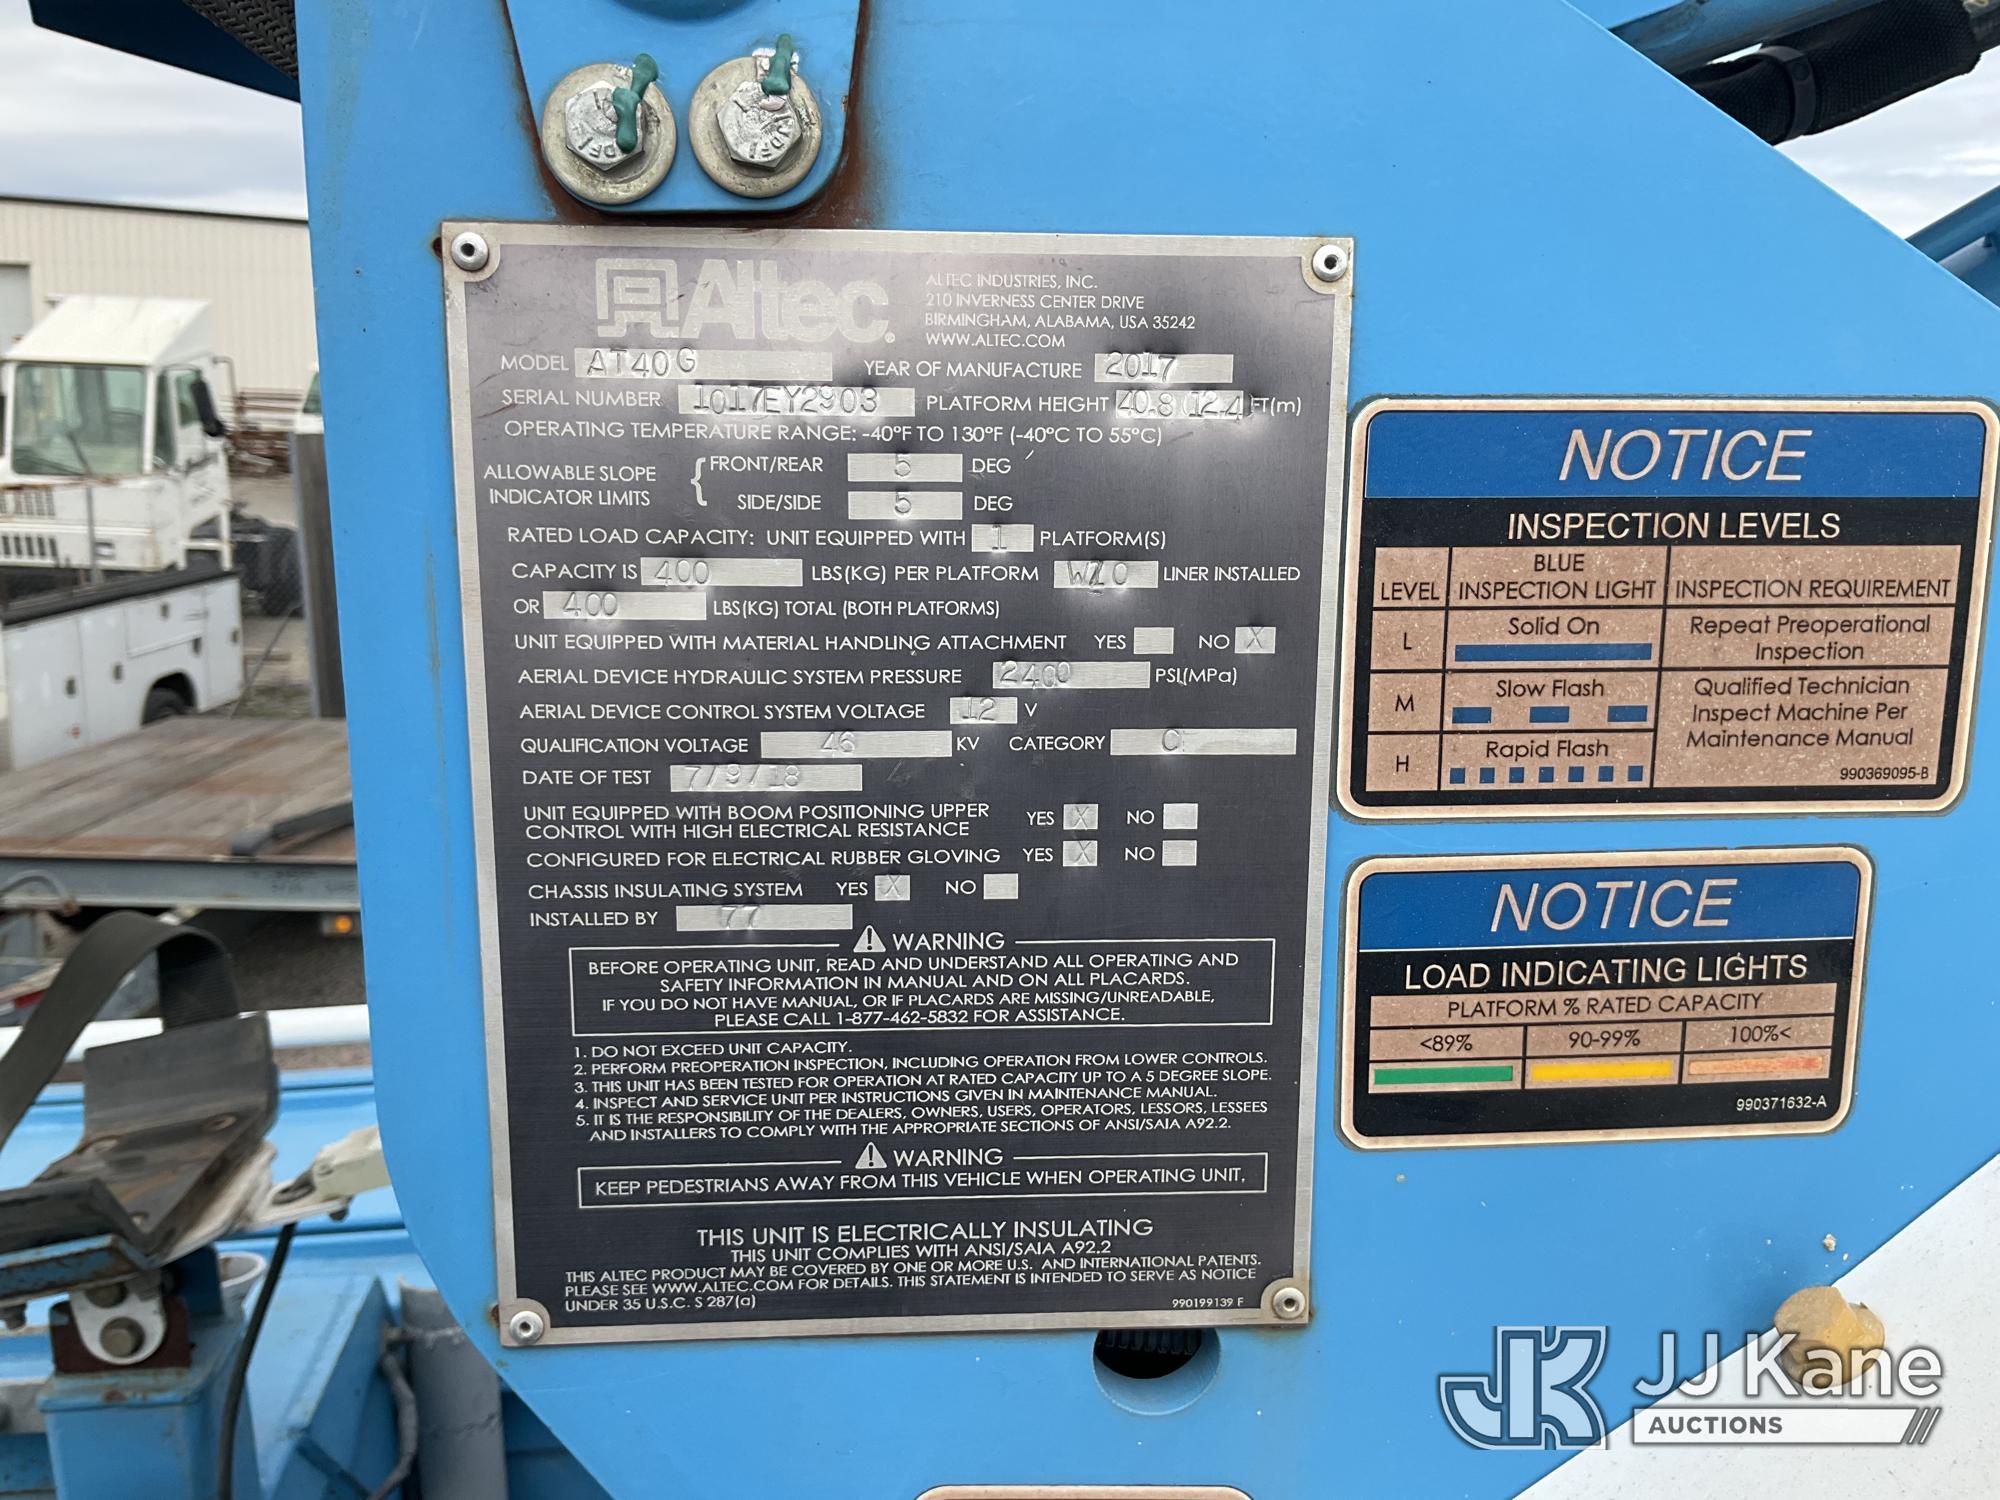 Altec
ALTEC INDUSTRIES, INC.
210 INVERNESS CENTER DRIVE
BIRMINGHAM, ALABAMA, USA 35242
WWW.ALTEC.COM
MODEL AT40G YEAR OF MANUFACTURE 2017
SERIAL NUMBER 1017EY2903 PLATFORM HEIGHT 40.8 (12.4) FT(m)
OPERATING TEMPERATURE RANGE: -40°F TO 130°F (-40°C TO 55°C)
ALLOWABLE SLOPE INDICATOR LIMITS { FRONT/REAR 5 DEG
SIDE/SIDE 5 DEG
RATED LOAD CAPACITY: UNIT EQUIPPED WITH 1 PLATFORM(S)
CAPACITY IS 400 LBS(KG) PER PLATFORM W/O LINER INSTALLED
OR 400 LBS(KG) TOTAL (BOTH PLATFORMS)
UNIT EQUIPPED WITH MATERIAL HANDLING ATTACHMENT YES NO X
AERIAL DEVICE HYDRAULIC SYSTEM PRESSURE 2400 PSI.(MPa)
AERIAL DEVICE CONTROL SYSTEM VOLTAGE 12 V
QUALIFICATION VOLTAGE 46 KV CATEGORY C
DATE OF TEST 7/9/18
UNIT EQUIPPED WITH BOOM POSITIONING UPPER
CONTROL WITH HIGH ELECTRICAL RESISTANCE YES X NO
CONFIGURED FOR ELECTRICAL RUBBER GLOVING YES X NO
CHASSIS INSULATING SYSTEM YES X NO
INSTALLED BY 77
WARNING
BEFORE OPERATING UNIT, READ AND UNDERSTAND ALL OPERATING AND
SAFETY INFORMATION IN MANUAL AND ON ALL PLACARDS.
IF YOU DO NOT HAVE MANUAL, OR IF PLACARDS ARE MISSING/UNREADABLE,
PLEASE CALL 1-877-462-5832 FOR ASSISTANCE.
1. DO NOT EXCEED UNIT CAPACITY.
2. PERFORM PREOPERATION INSPECTION, INCLUDING OPERATION FROM LOWER CONTROLS.
3. THIS UNIT HAS BEEN TESTED FOR OPERATION AT RATED CAPACITY UP TO A 5 DEGREE SLOPE.
4. INSPECT AND SERVICE UNIT PER INSTRUCTIONS GIVEN IN MAINTENANCE MANUAL.
5. IT IS THE RESPONSIBILITY OF THE DEALERS, OWNERS, USERS, OPERATORS, LESSORS, LESSEES
AND INSTALLERS TO COMPLY WITH THE APPROPRIATE SECTIONS OF ANSI/SAIA A92.2.
WARNING
KEEP PEDESTRIANS AWAY FROM THIS VEHICLE WHEN OPERATING UNIT.
THIS UNIT IS ELECTRICALLY INSULATING
THIS UNIT COMPLIES WITH ANSI/SAIA A92.2
THIS ALTEC PRODUCT MAY BE COVERED BY ONE OR MORE U.S. AND INTERNATIONAL PATENTS.
PLEASE SEE WWW.ALTEC.COM FOR DETAILS. THIS STATEMENT IS INTENDED TO SERVE AS NOTICE
UNDER 35 U.S.C. S 287(a)
990199139 F
NOTICE
INSPECTION LEVELS
LEVEL BLUE INSPECTION LIGHT INSPECTION REQUIREMENT
L Solid On Repeat Preoperational Inspection
M Slow Flash Qualified Technician
Inspect Machine Per
Maintenance Manual
H Rapid Flash
990369095-B
NOTICE
LOAD INDICATING LIGHTS
PLATFORM % RATED CAPACITY
<89% 90-99% 100%<
990371632-A
JK JJ Kane
AUCTIONS